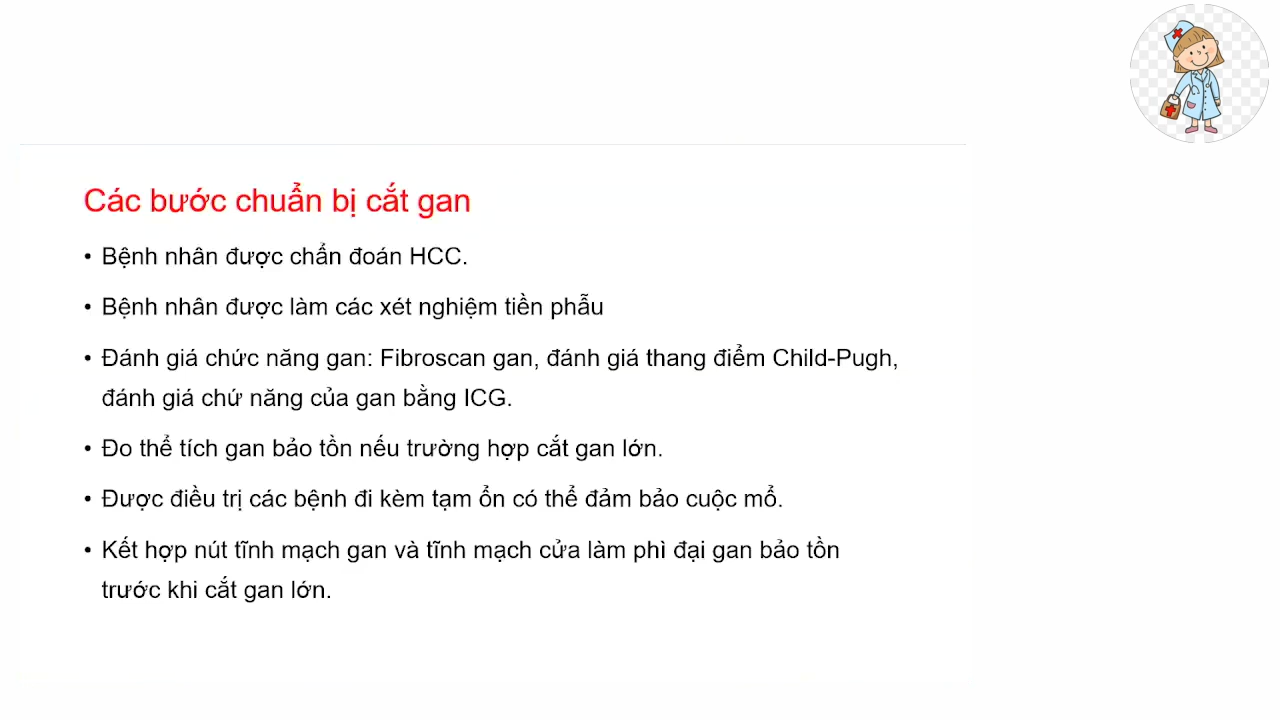 Các bước chuẩn bị cắt gan
• Bệnh nhân được chẩn đoán HCC.
• Bệnh nhân được làm các xét nghiệm tiền phẫu
• Đánh giá chức năng gan: Fibroscan gan, đánh giá thang điểm Child-Pugh,
đánh giá chứ năng của gan bằng ICG.
• Đo thể tích gan bảo tồn nếu trường hợp cắt gan lớn.
• Được điều trị các bệnh đi kèm tạm ổn có thể đảm bảo cuộc mổ.
• Kết hợp nút tĩnh mạch gan và tĩnh mạch cửa làm phì đại gan bảo tồn
trước khi cắt gan lớn.